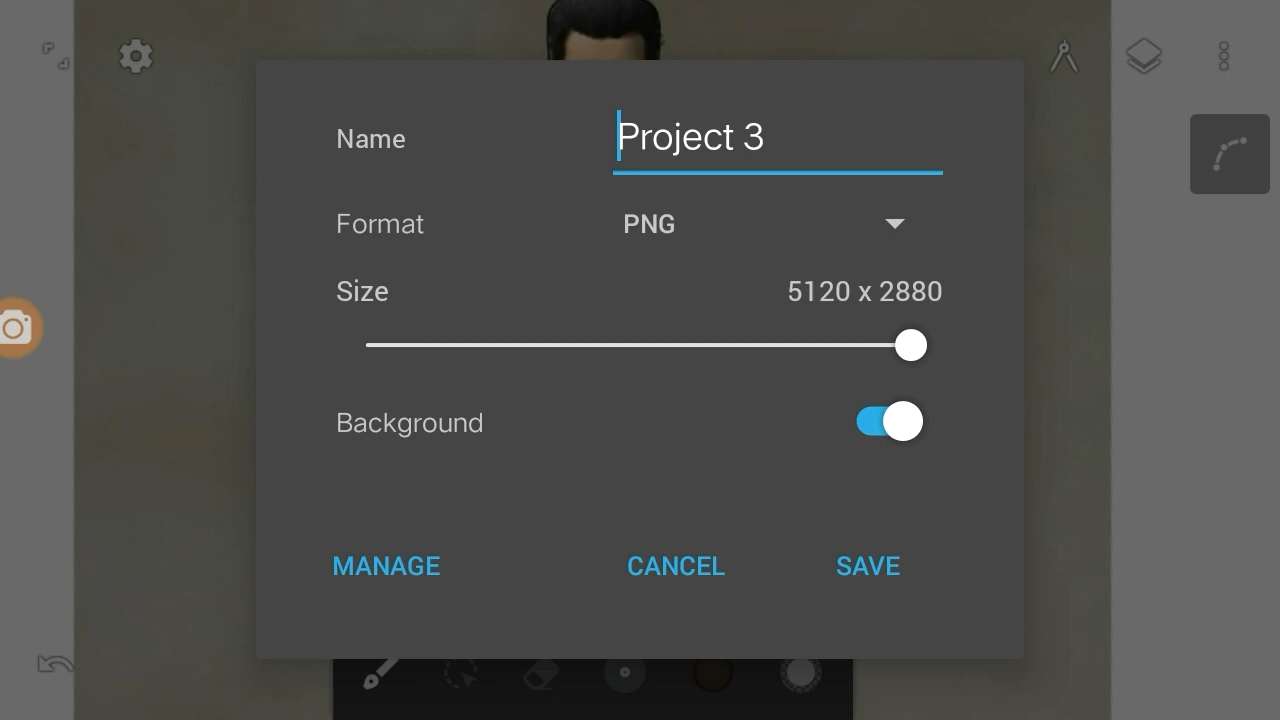 Name
Project 3
Format
PNG
Size
5120 x 2880
Background
MANAGE
CANCEL
SAVE